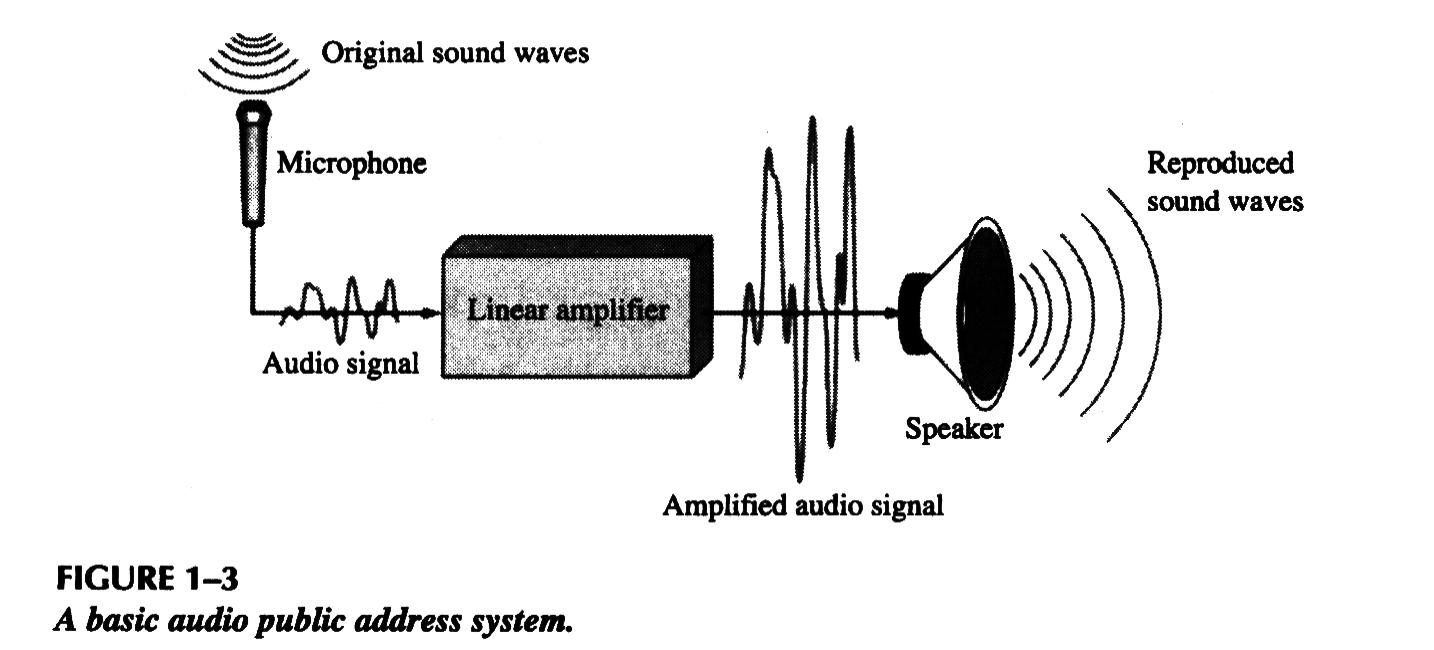 Original sound waves
Microphone
Reproduced
sound waves
Linear amplifier
Audio signal
Speaker
Amplified audio signal
FIGURE 1–3
A basic audio public address system.